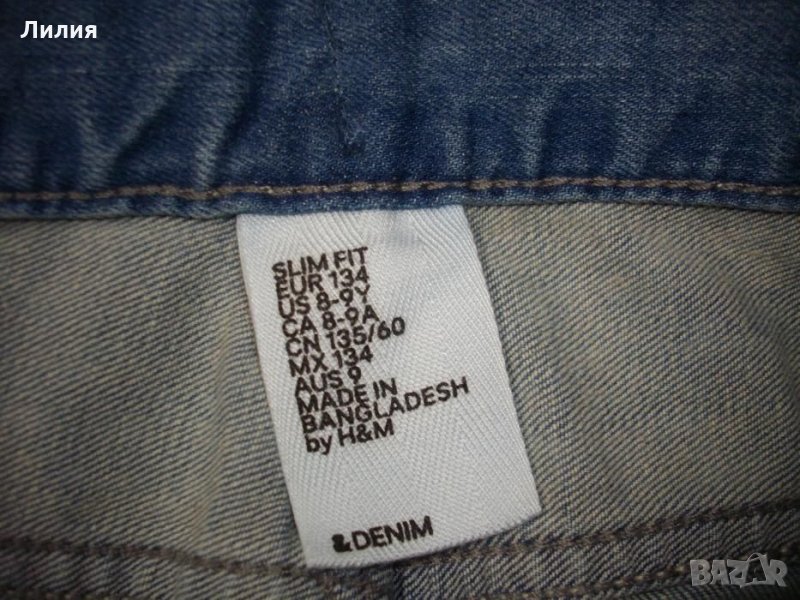 Лилия
SLIM FIT
EUR 134
US 8-9Y
CA 8-9A
CN 135/60
MX 134
AUS 9
MADE IN
BANGLADESH
by H&M
&DENIM
BAZAR